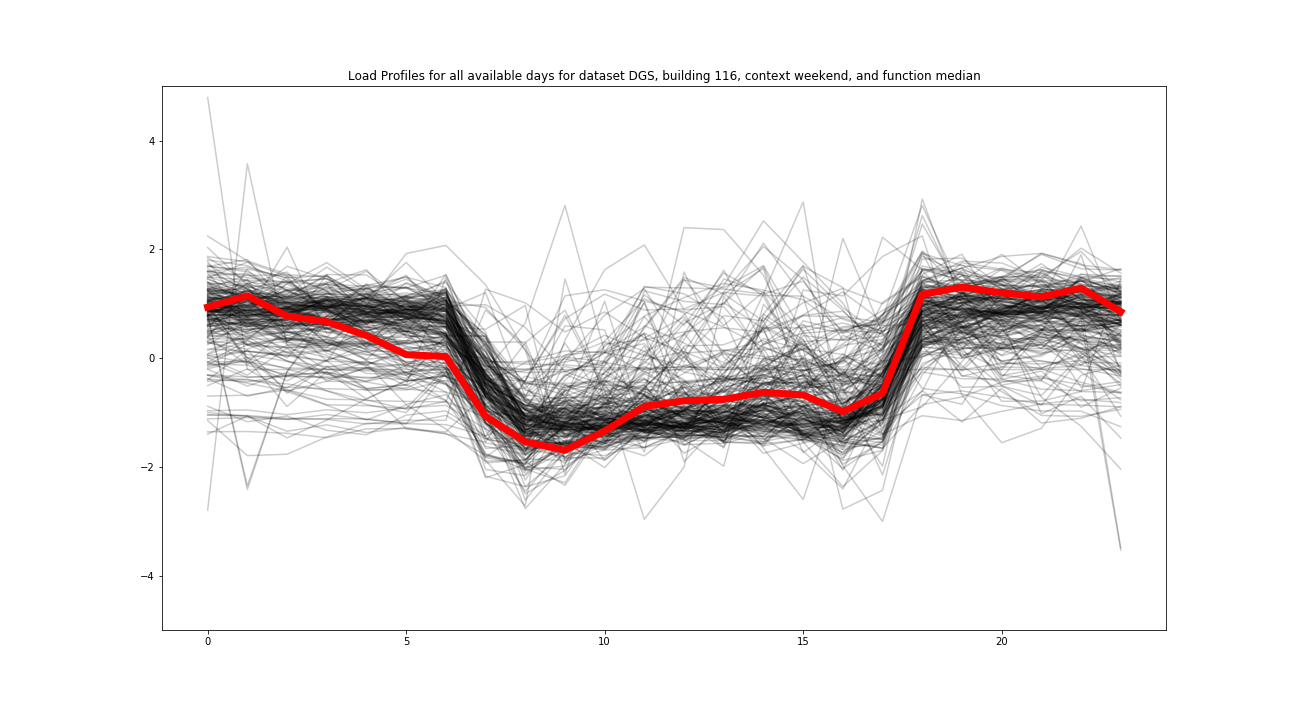 Load Profiles for all available days for dataset DGS, building 116, context weekend, and function median
4
2
0
−2
−4
0 5 10 15 20